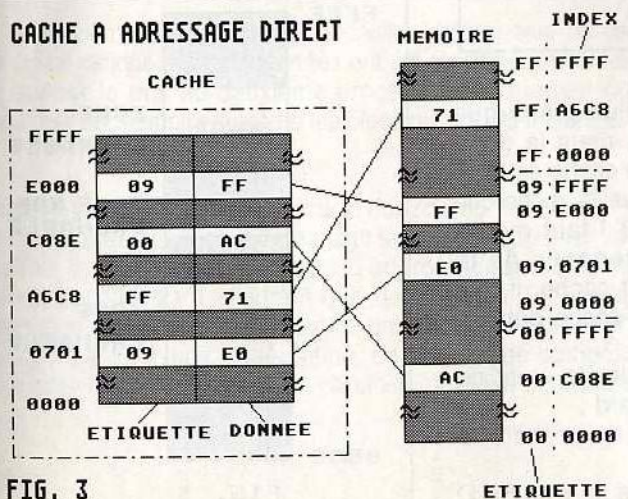 CACHE A ADRESSAGE DIRECT
CACHE
FFFF
E000 09 FF
C08E 00 AC
A6C8 FF 71
0701 09 E0
0000
ETIQUETTE DONNEE
MEMOIRE
INDEX
FF FFFF
71 FF A6C8
FF 0000
09 FFFF
FF 09 E000
E0 09 0701
09 0000
00 FFFF
AC 00 C08E
00 0000
ETIQUETTE
FIG. 3